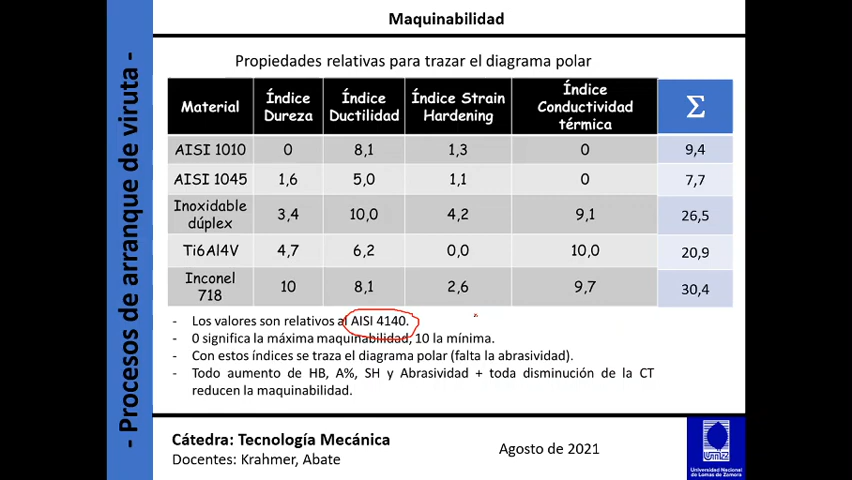 Maquinabilidad
- Procesos de arranque de viruta -
Propiedades relativas para trazar el diagrama polar
Material Índice Dureza Índice Ductilidad Índice Strain Hardening Índice Conductividad térmica Σ
AISI 1010 0 8,1 1,3 0 9,4
AISI 1045 1,6 5,0 1,1 0 7,7
Inoxidable dúplex 3,4 10,0 4,2 9,1 26,5
Ti6Al4V 4,7 6,2 0,0 10,0 20,9
Inconel 718 10 8,1 2,6 9,7 30,4
- Los valores son relativos al AISI 4140.
- 0 significa la máxima maquinabilidad, 10 la mínima.
- Con estos índices se traza el diagrama polar (falta la abrasividad).
- Todo aumento de HB, A%, SH y Abrasividad + toda disminución de la CT
reducen la maquinabilidad.
Cátedra: Tecnología Mecánica
Docentes: Krahmer, Abate
Agosto de 2021
Universidad Nacional
de Lomas de Zamora